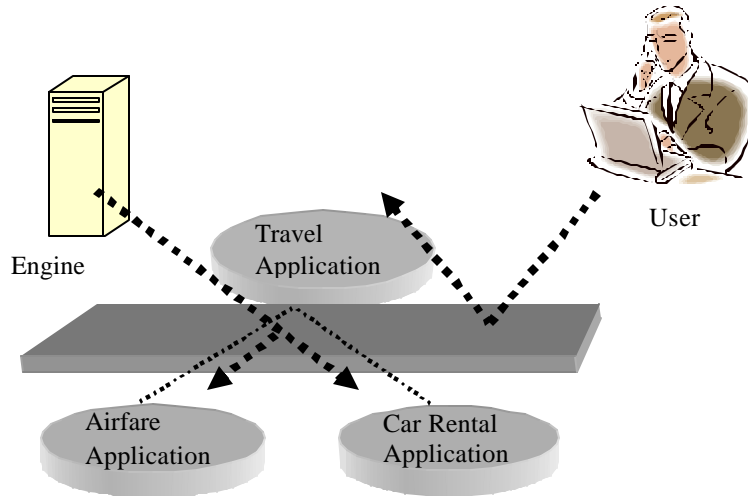 User
Engine
Travel
Application
Airfare
Application
Car Rental
Application